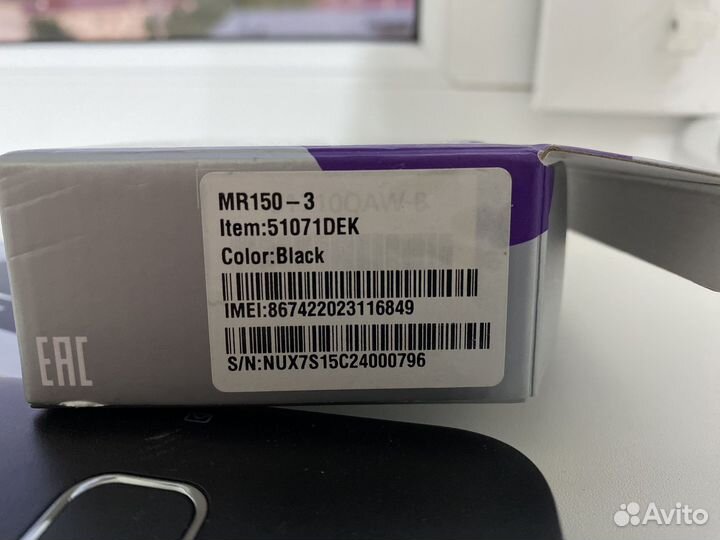 MR150-3
Item:51071DEK
Color:Black
IMEI:867422023116849
S/N:NUX7S15C24000796
EAC
Avito